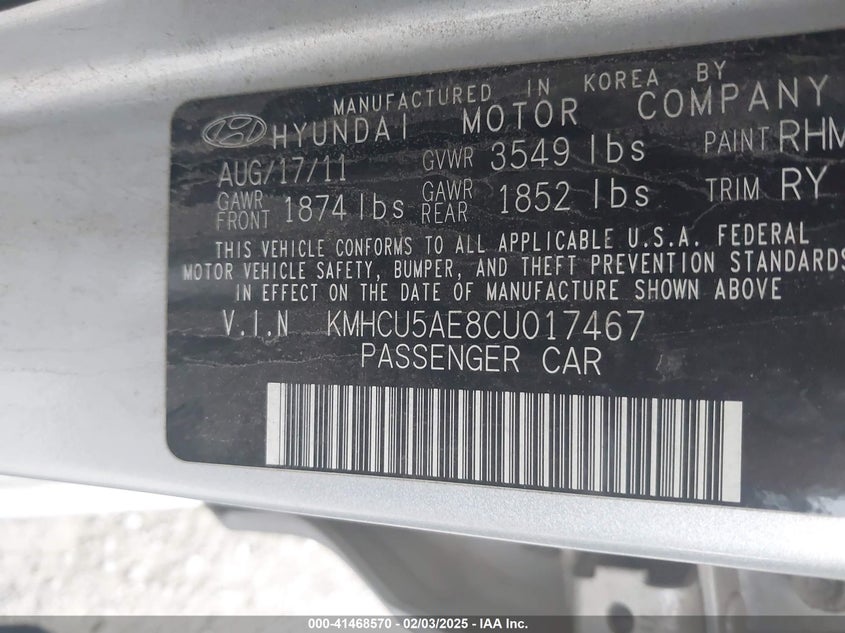 MANUFACTURED IN KOREA BY
HYUNDAI MOTOR COMPANY
AUG/17/11 GVWR 3549 lbs PAINT RHM
GAWR FRONT 1874 lbs GAWR REAR 1852 lbs TRIM RY
THIS VEHICLE CONFORMS TO ALL APPLICABLE U.S.A. FEDERAL
MOTOR VEHICLE SAFETY, BUMPER, AND THEFT PREVENTION STANDARDS
IN EFFECT ON THE DATE OF MANUFACTURE SHOWN ABOVE
V.I.N KMHCU5AE8CU017467
PASSENGER CAR
000-41468570 - 02/03/2025 - IAA Inc.